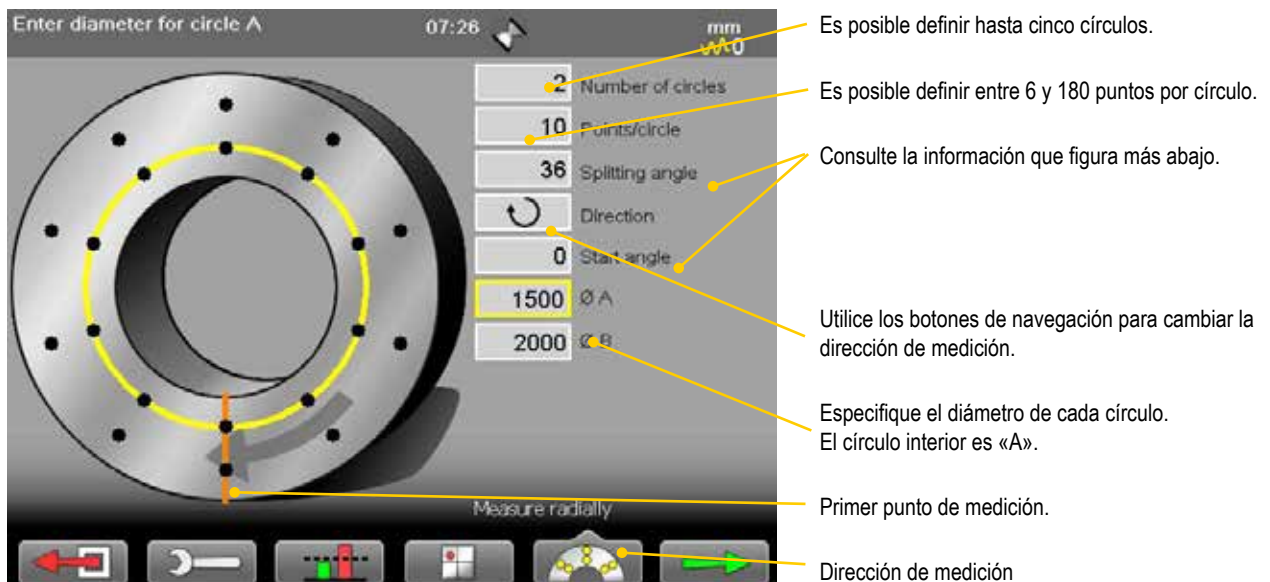 Enter diameter for circle A
07:26
mm
0
2 Number of circles
10 Points/circle
36 Splitting angle
Direction
0 Start angle
1500 Ø A
2000 Ø B
Measure radially
Es posible definir hasta cinco círculos.
Es posible definir entre 6 y 180 puntos por círculo.
Consulte la información que figura más abajo.
Utilice los botones de navegación para cambiar la
dirección de medición.
Especifique el diámetro de cada círculo.
El círculo interior es «A».
Primer punto de medición.
Dirección de medición